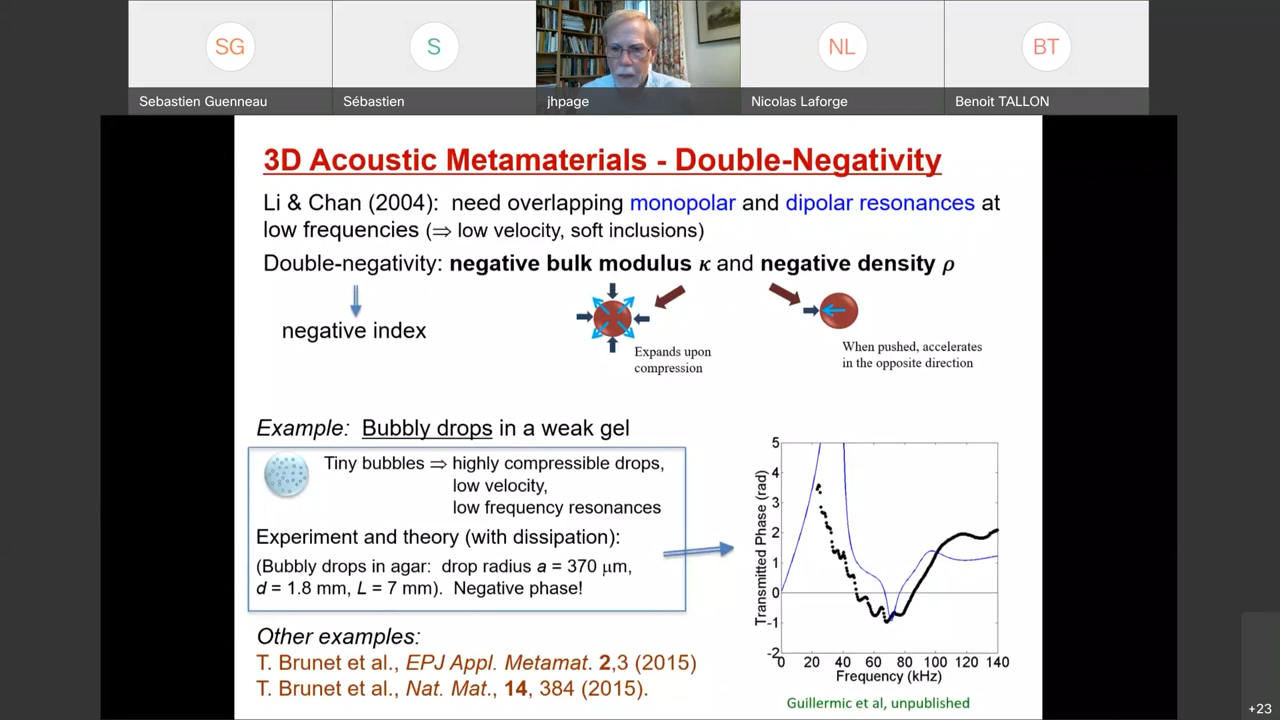 SG
S
NL
BT
Sebastien Guenneau
Sébastien
jhpage
Nicolas Laforge
Benoit TALLON
3D Acoustic Metamaterials - Double-Negativity
Li & Chan (2004): need overlapping monopolar and dipolar resonances at
low frequencies (⇒ low velocity, soft inclusions)
Double-negativity: negative bulk modulus κ and negative density ρ
negative index
Expands upon
compression
When pushed, accelerates
in the opposite direction
Example: Bubbly drops in a weak gel
Tiny bubbles ⇒ highly compressible drops,
low velocity,
low frequency resonances
Experiment and theory (with dissipation):
(Bubbly drops in agar: drop radius a = 370 μm,
d = 1.8 mm, L = 7 mm). Negative phase!
Other examples:
T. Brunet et al., EPJ Appl. Metamat. 2,3 (2015)
T. Brunet et al., Nat. Mat., 14, 384 (2015).
Transmitted Phase (rad)
5
4
3
2
1
0
-1
-2
0 20 40 60 80 100 120 140
Frequency (kHz)
Guillermic et al, unpublished
+23